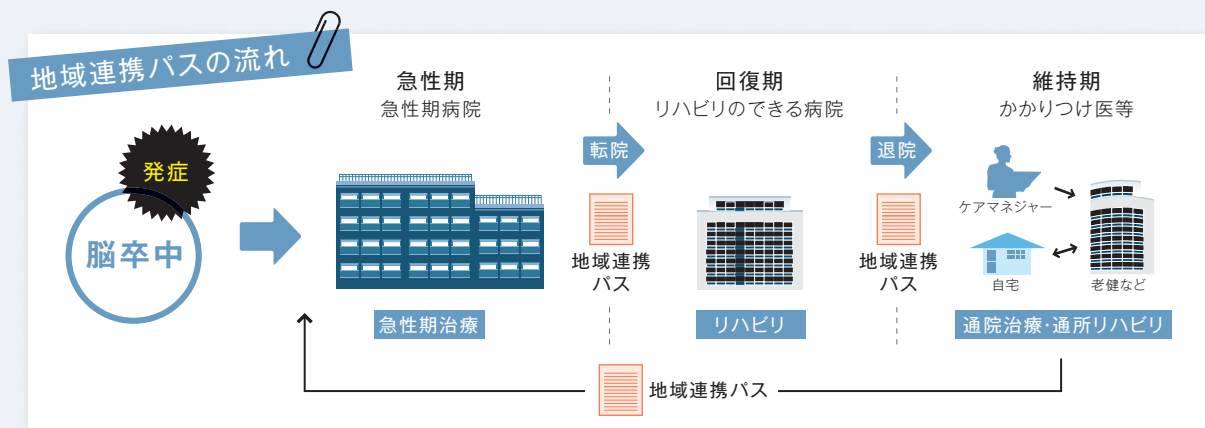 地域連携パスの流れ
発症
脳卒中
急性期
急性期病院
急性期治療
転院
地域連携
パス
回復期
リハビリのできる病院
リハビリ
退院
地域連携
パス
維持期
かかりつけ医等
ケアマネジャー
自宅
老健など
通院治療・通所リハビリ
地域連携パス